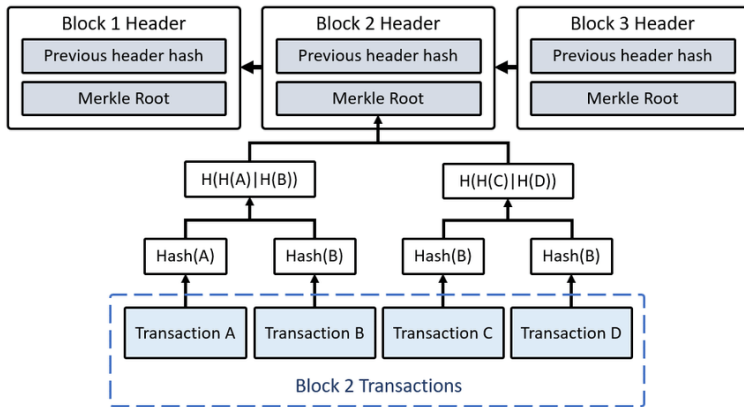 Block 1 Header
Block 2 Header
Block 3 Header
Previous header hash
Previous header hash
Previous header hash
Merkle Root
Merkle Root
Merkle Root
H(H(A)|H(B))
H(H(C)|H(D))
Hash(A)
Hash(B)
Hash(B)
Hash(B)
Transaction A
Transaction B
Transaction C
Transaction D
Block 2 Transactions